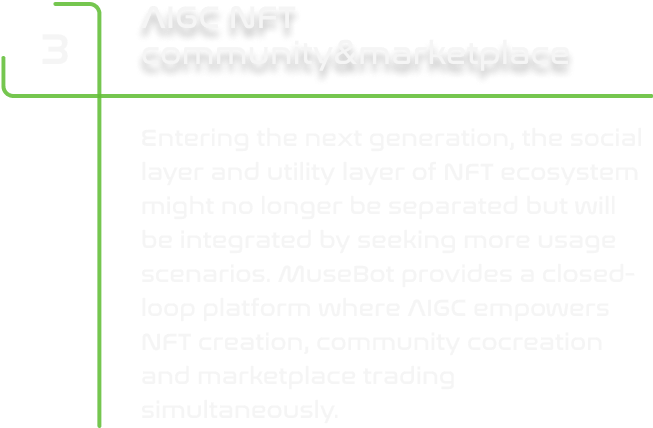 3
AIGC NFT
community&marketplace
Entering the next generation, the social
layer and utility layer of NFT ecosystem
might no longer be separated but will
be integrated by seeking more usage
scenarios. MuseBot provides a closed-
loop platform where AIGC empowers
NFT creation, community cocreation
and marketplace trading
simultaneously.